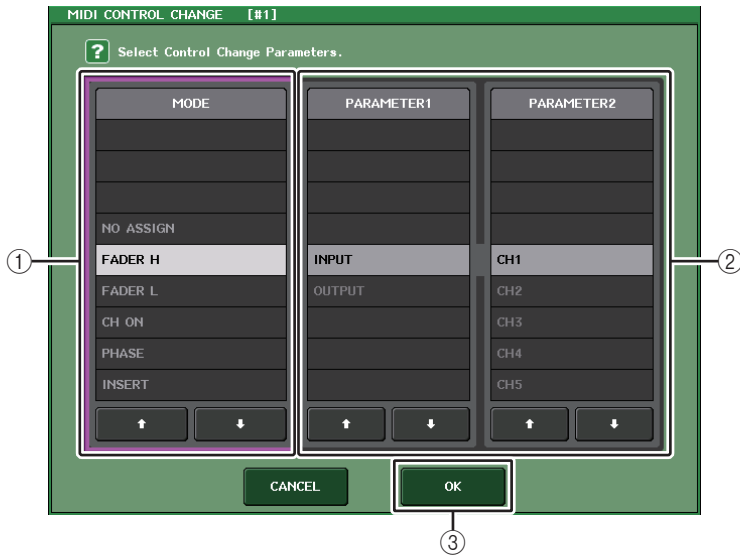 MIDI CONTROL CHANGE [#1]
? Select Control Change Parameters.
MODE PARAMETER1 PARAMETER2
NO ASSIGN
① FADER H INPUT CH1 ②
FADER L OUTPUT CH2
CH ON CH3
PHASE CH4
INSERT CH5
CANCEL OK
③